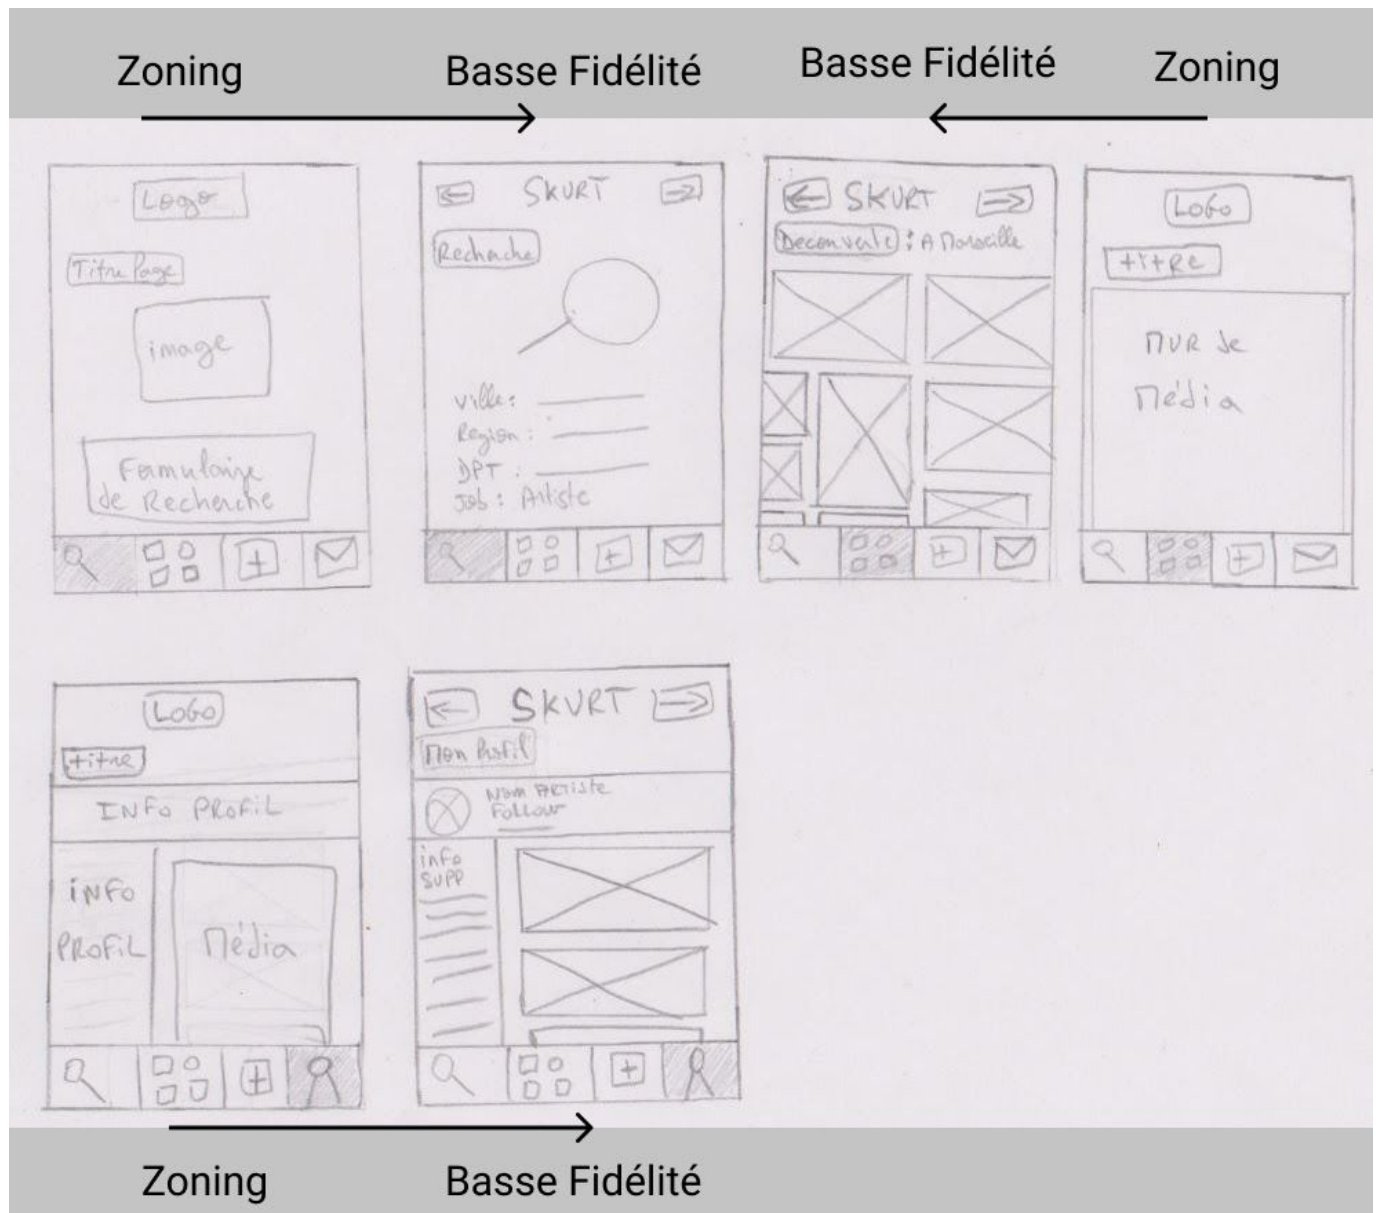 Zoning
Basse Fidélité
Basse Fidélité
Zoning
Logo
Titre Page
image
Formulaire
de Recherche
SKURT
Recherche
Ville :
Region :
DPT :
Job : Artiste
SKURT
Decouverte : A Marseille
LOGO
titre
MUR de
Média
LOGO
titre
INFO PROFIL
INFO
PROFIL
Média
SKURT
Mon Profil
Nom ARTiste
Follow
info
SUPP
Zoning
Basse Fidélité